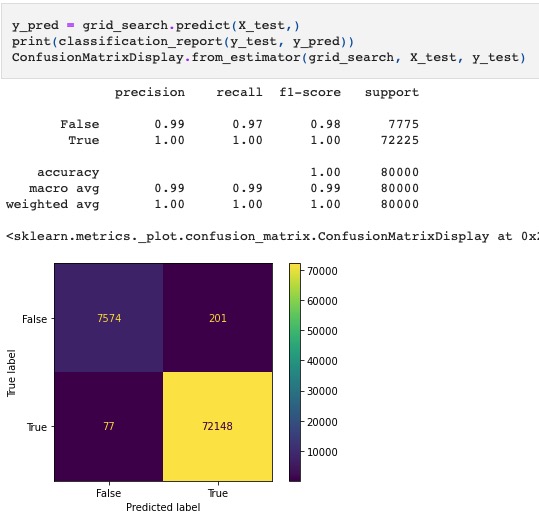 y_pred = grid_search.predict(X_test,)
print(classification_report(y_test, y_pred))
ConfusionMatrixDisplay.from_estimator(grid_search, X_test, y_test)
precision recall f1-score support
False 0.99 0.97 0.98 7775
True 1.00 1.00 1.00 72225
accuracy 1.00 80000
macro avg 0.99 0.99 0.99 80000
weighted avg 1.00 1.00 1.00 80000
<sklearn.metrics._plot.confusion_matrix.ConfusionMatrixDisplay at 0x2
True label
False
7574
201
True
77
72148
False
True
Predicted label
70000
60000
50000
40000
30000
20000
10000